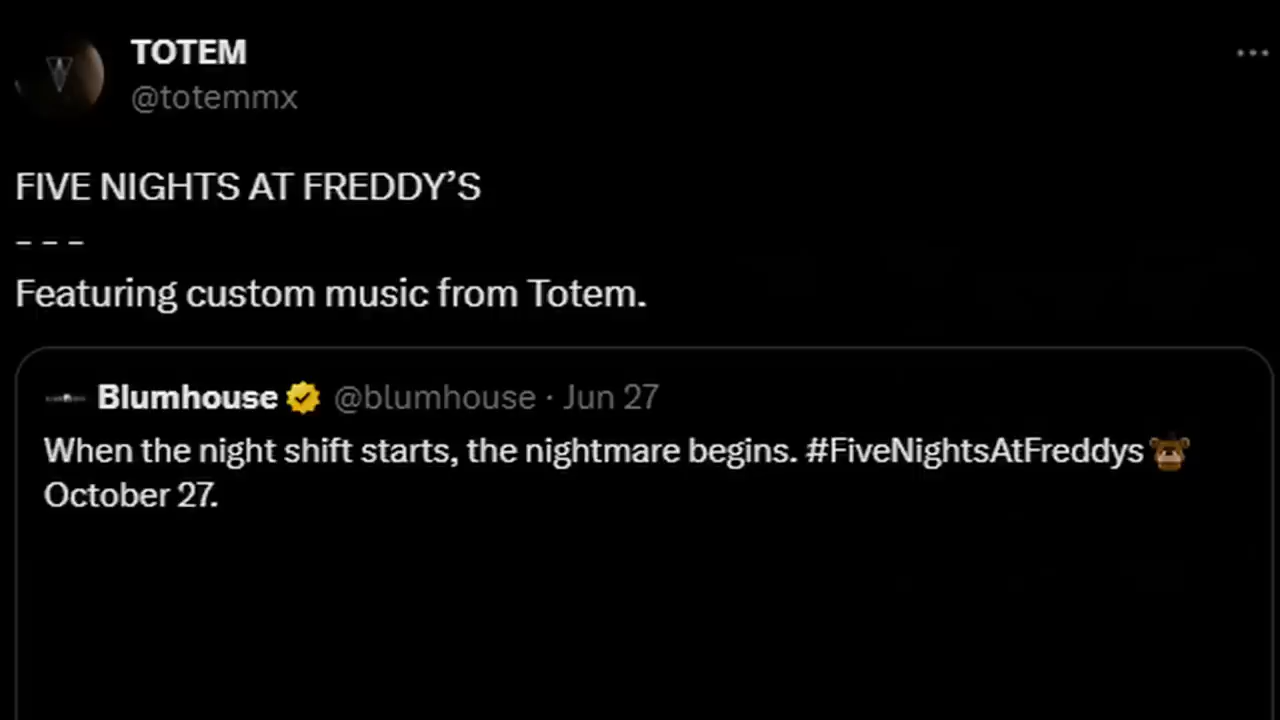 TOTEM
@totemmx
FIVE NIGHTS AT FREDDY’S
- - -
Featuring custom music from Totem.
Blumhouse @blumhouse · Jun 27
When the night shift starts, the nightmare begins. #FiveNightsAtFreddys
October 27.